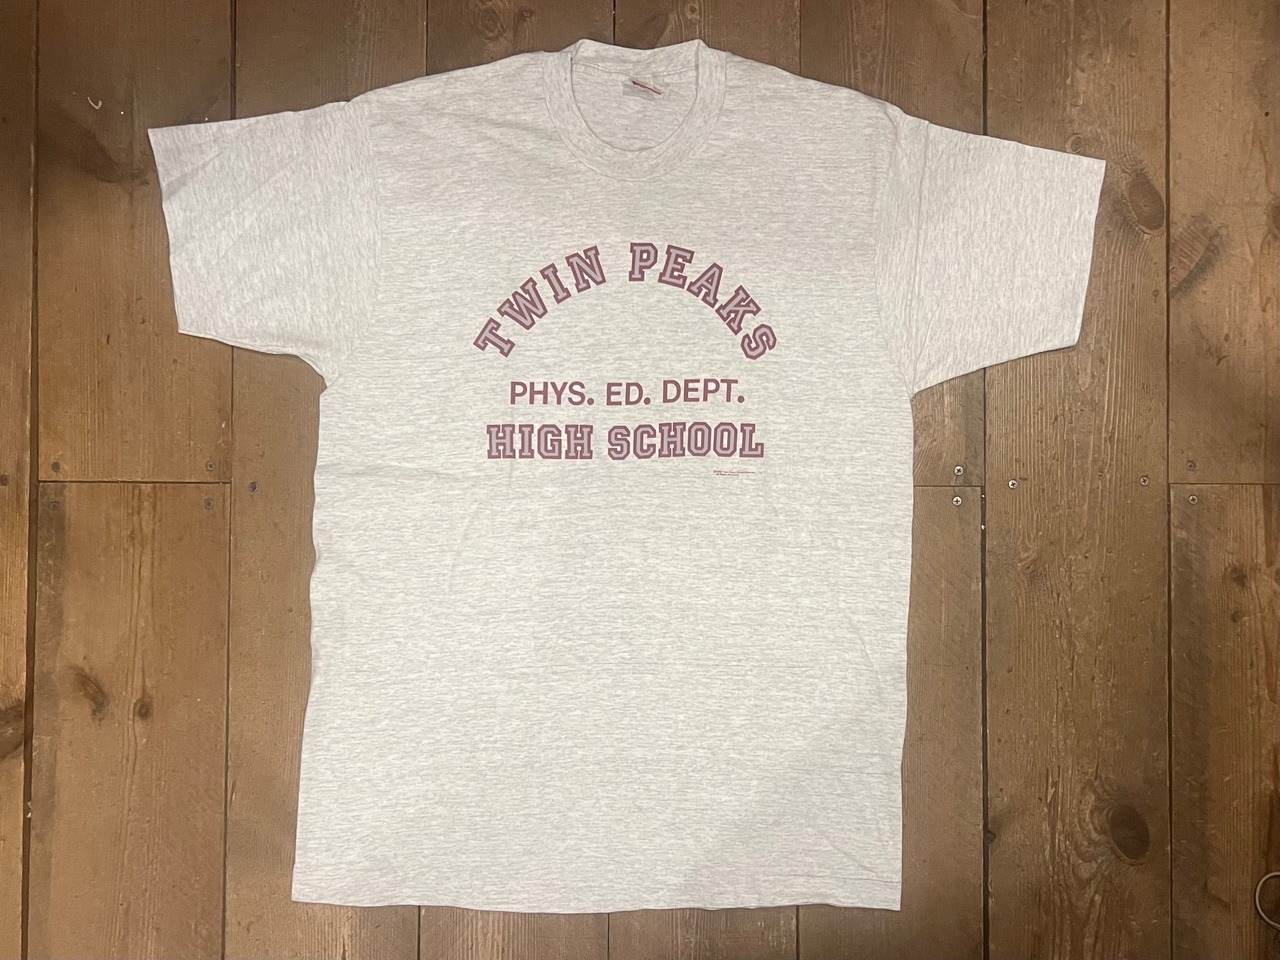 TWIN PEAKS
PHYS. ED. DEPT.
HIGH SCHOOL